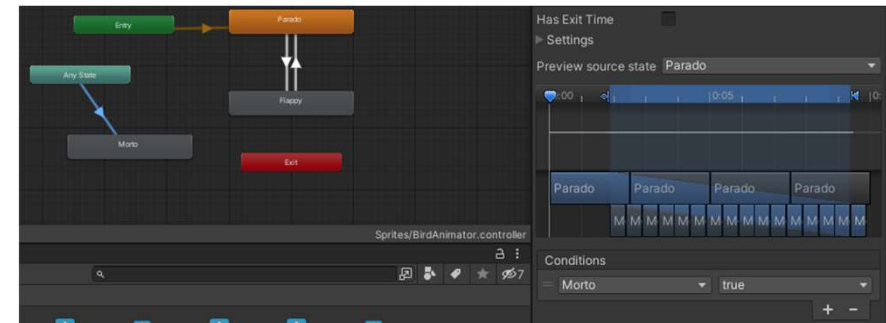 Entry
Parado
Any State
Flappy
Morto
Exit
Sprites/BirdAnimator.controller
7
Has Exit Time
Settings
Preview source state Parado
:00 |0:05 |0:
Parado Parado Parado Parado
M M M M M M M M M M M M M M M M
Conditions
Morto true